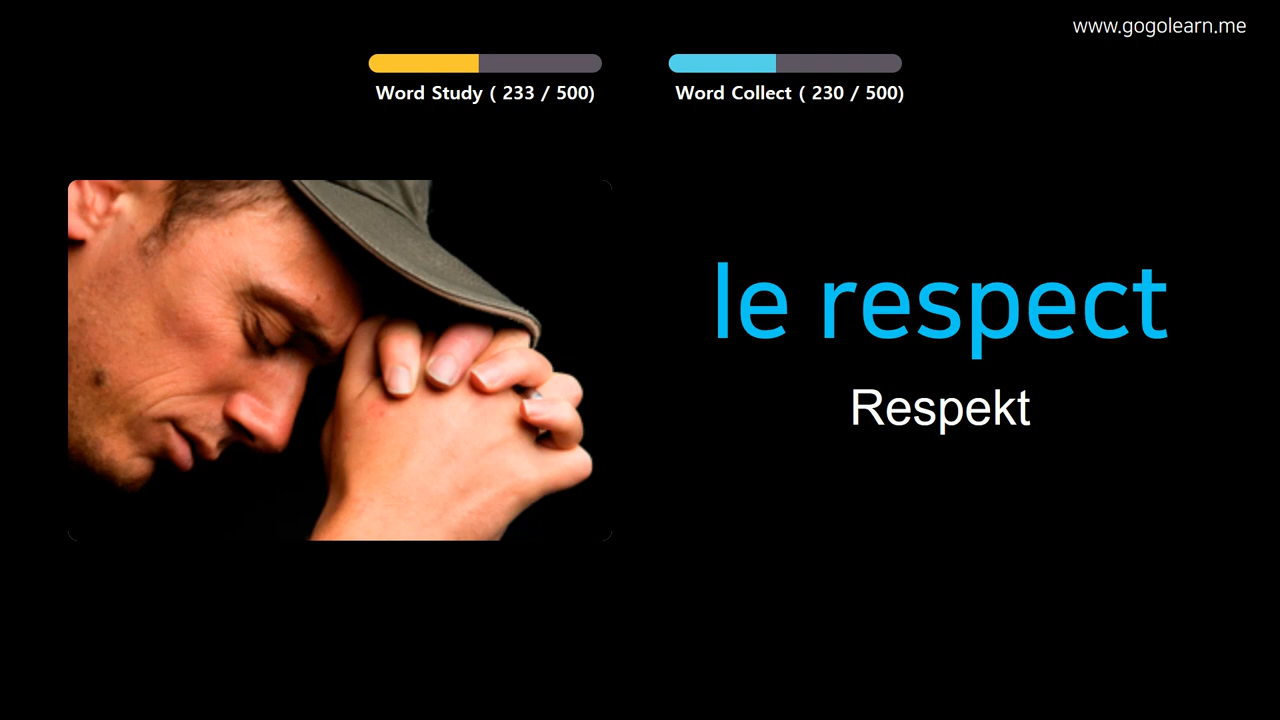 www.gogolearn.me
Word Study ( 233 / 500)
Word Collect ( 230 / 500)
le respect
Respekt